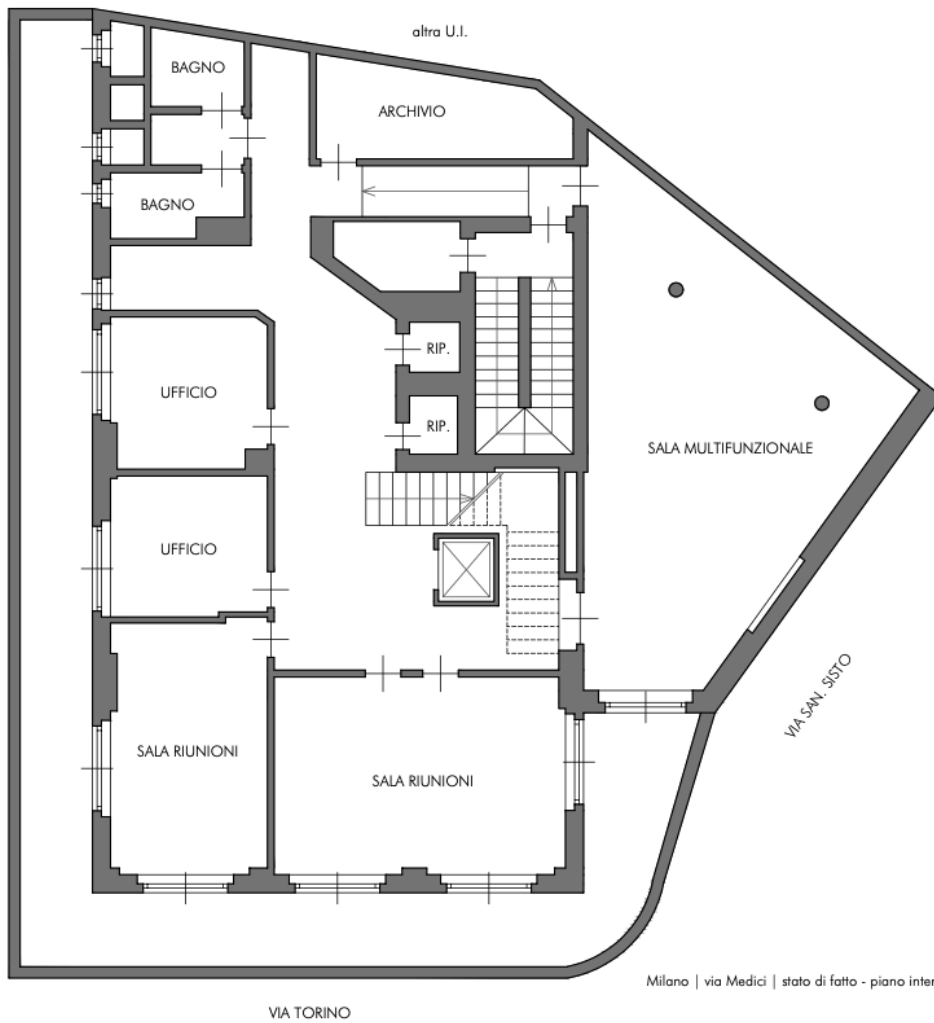 altra U.I.
BAGNO
ARCHIVIO
BAGNO
RIP.
UFFICIO
RIP.
SALA MULTIFUNZIONALE
UFFICIO
VIA SAN. SISTO
SALA RIUNIONI
SALA RIUNIONI
Milano | via Medici | stato di fatto - piano inter
VIA TORINO